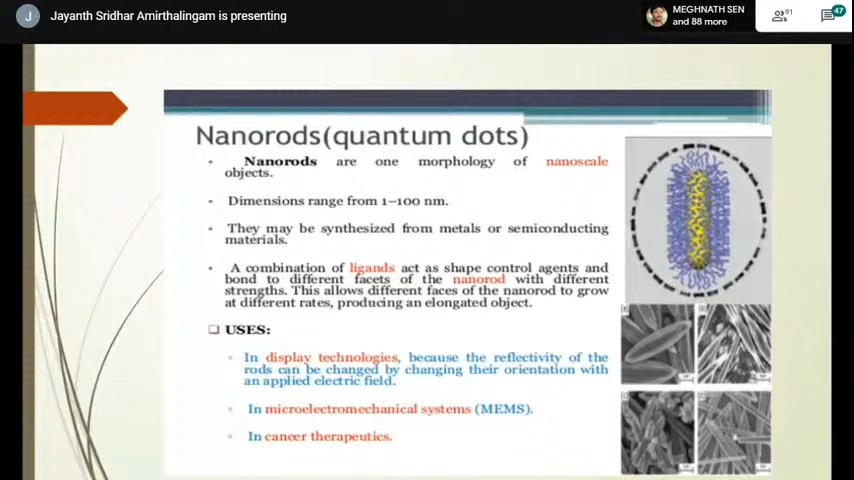 J
Jayanth Sridhar Amirthalingam is presenting
MEGHNATH SEN
and 88 more
91
47
Nanorods(quantum dots)
Nanorods are one morphology of nanoscale
objects.
Dimensions range from 1–100 nm.
They may be synthesized from metals or semiconducting
materials.
A combination of ligands act as shape control agents and
bond to different facets of the nanorod with different
strengths. This allows different faces of the nanorod to grow
at different rates, producing an elongated object.
USES:
In display technologies, because the reflectivity of the
rods can be changed by changing their orientation with
an applied electric field.
In microelectromechanical systems (MEMS).
In cancer therapeutics.